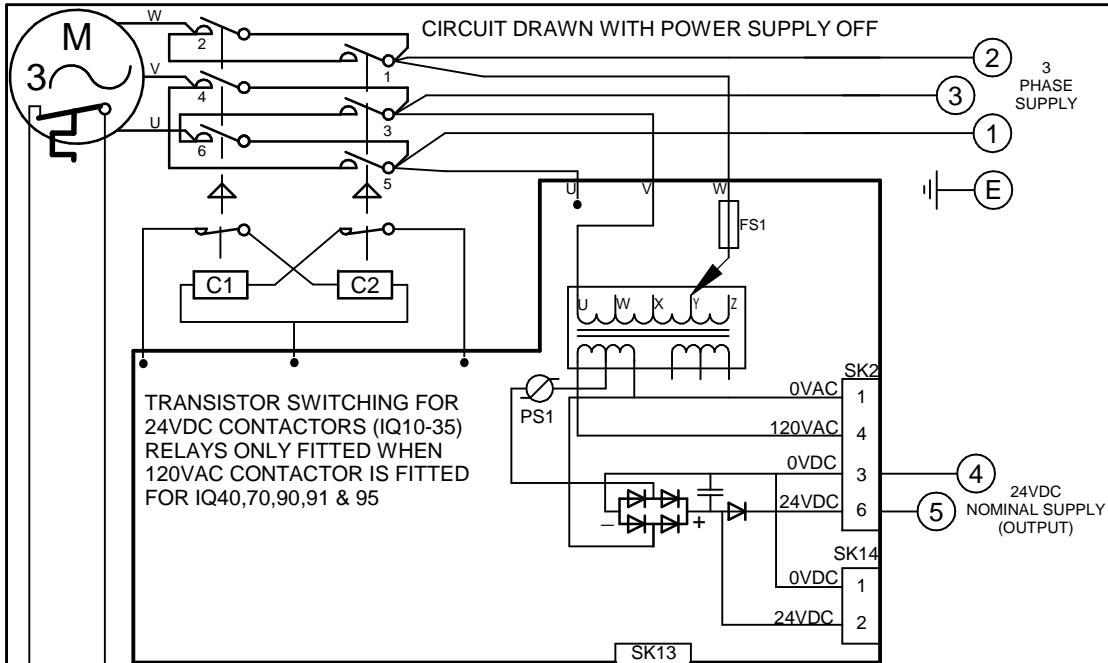 CIRCUIT DRAWN WITH POWER SUPPLY OFF
W
M
3
V
U
2
1
4
3
6
5
2
3
1
3
PHASE
SUPPLY
E
U
V
W
FS1
C1
C2
U
W
X
Y
Z
PS1
TRANSISTOR SWITCHING FOR
24VDC CONTACTORS (IQ10-35)
RELAYS ONLY FITTED WHEN
120VAC CONTACTOR IS FITTED
FOR IQ40,70,90,91 & 95
SK2
0VAC
1
120VAC
4
0VDC
3
24VDC
6
4
5
24VDC
NOMINAL SUPPLY
(OUTPUT)
– +
SK14
0VDC
1
24VDC
2
SK13